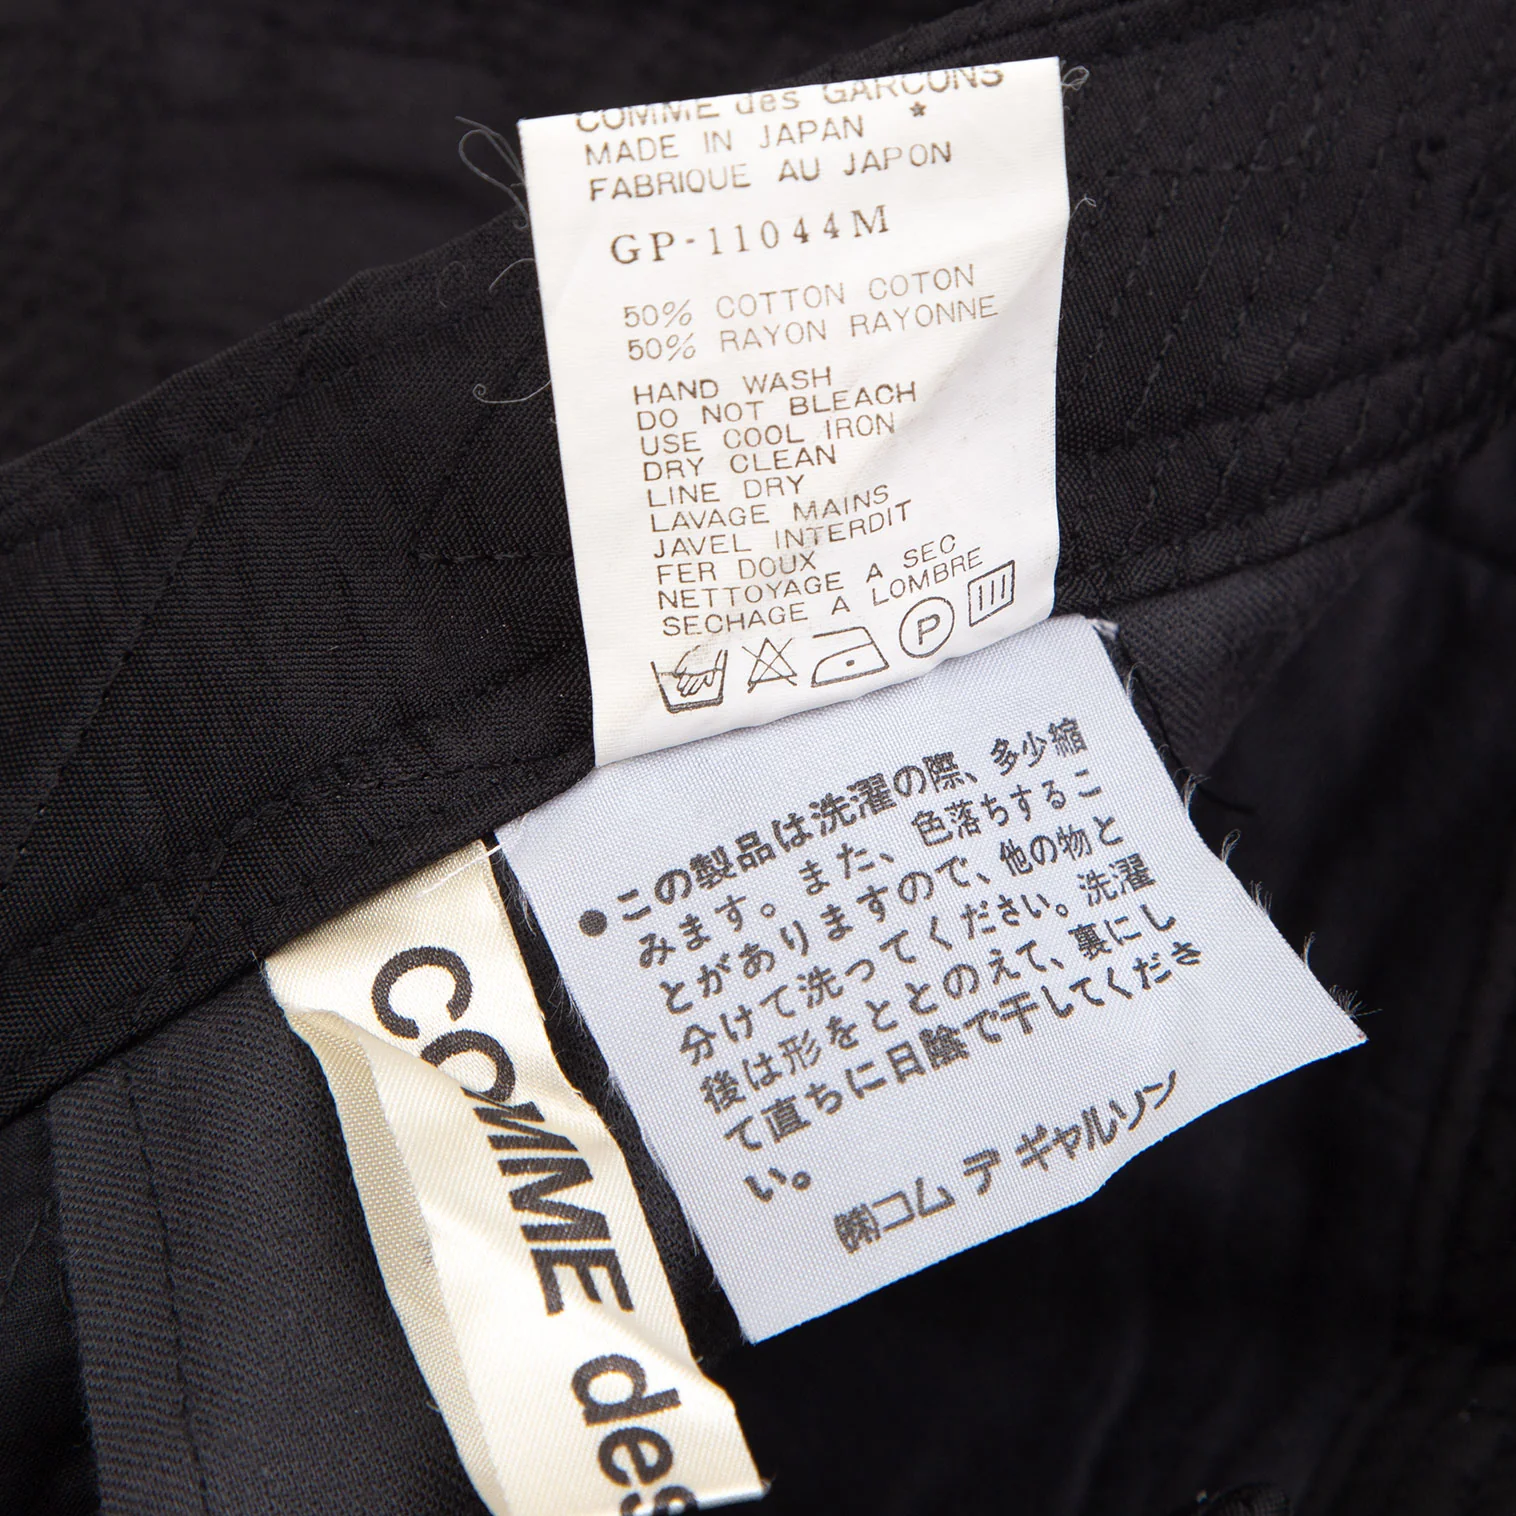 COMME des GARCONS *
MADE IN JAPAN
FABRIQUE AU JAPON
GP-11044M
50% COTTON COTON
50% RAYON RAYONNE
HAND WASH
DO NOT BLEACH
USE COOL IRON
DRY CLEAN
LINE DRY
LAVAGE MAINS
JAVEL INTERDIT
FER DOUX
NETTOYAGE A SEC
SECHAGE A LOMBRE
P
●この製品は洗濯の際、多少縮
みます。また、色落ちするこ
とがありますので、他の物と
分けて洗ってください。洗濯
後は形をととのえて、裏にし
て直ちに日陰で干してくださ
い。
㈱コム デ ギャルソン
COMME des